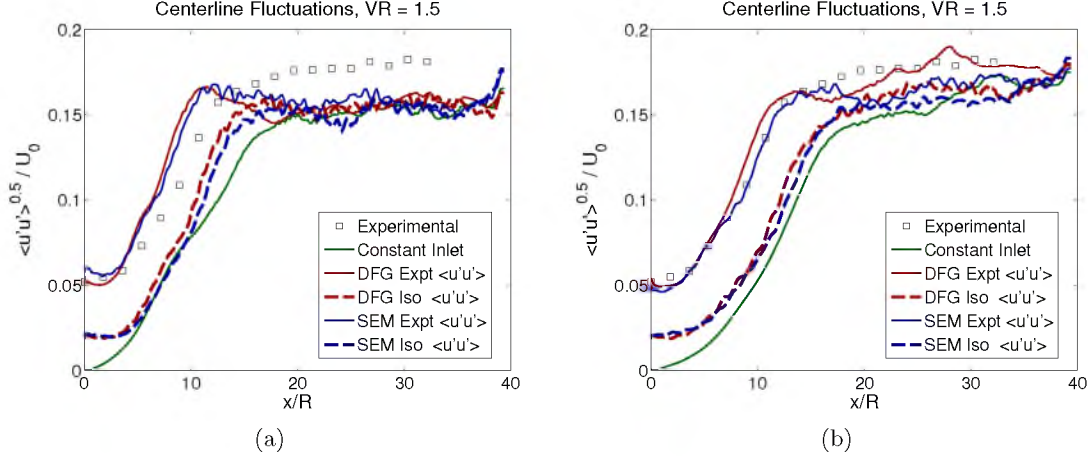 Centerline Fluctuations, VR = 1.5
0.2
0.15
0.1
0.05
0
<u'u'>^0.5 / U_0
0 10 20 30 40
x/R
Experimental
Constant Inlet
DFG Expt <u'u'>
DFG Iso <u'u'>
SEM Expt <u'u'>
SEM Iso <u'u'>
(a)
Centerline Fluctuations, VR = 1.5
0.2
0.15
0.1
0.05
0
<u'u'>^0.5 / U_0
0 10 20 30 40
x/R
Experimental
Constant Inlet
DFG Expt <u'u'>
DFG Iso <u'u'>
SEM Expt <u'u'>
SEM Iso <u'u'>
(b)